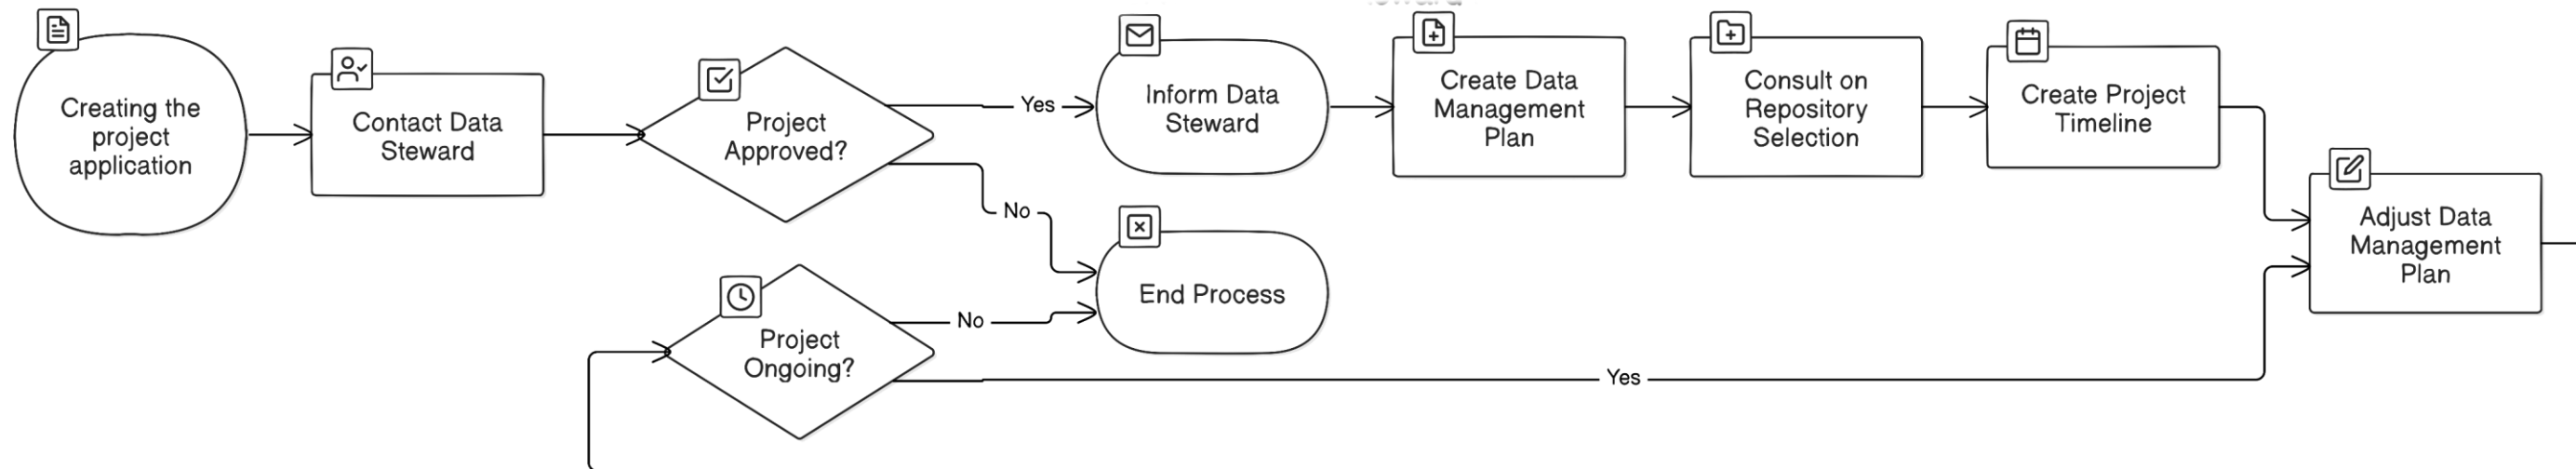 Creating the
project
application
Contact Data
Steward
Project
Approved?
Yes
No
Inform Data
Steward
Create Data
Management
Plan
Consult on
Repository
Selection
Create Project
Timeline
Adjust Data
Management
Plan
End Process
Project
Ongoing?
No
Yes